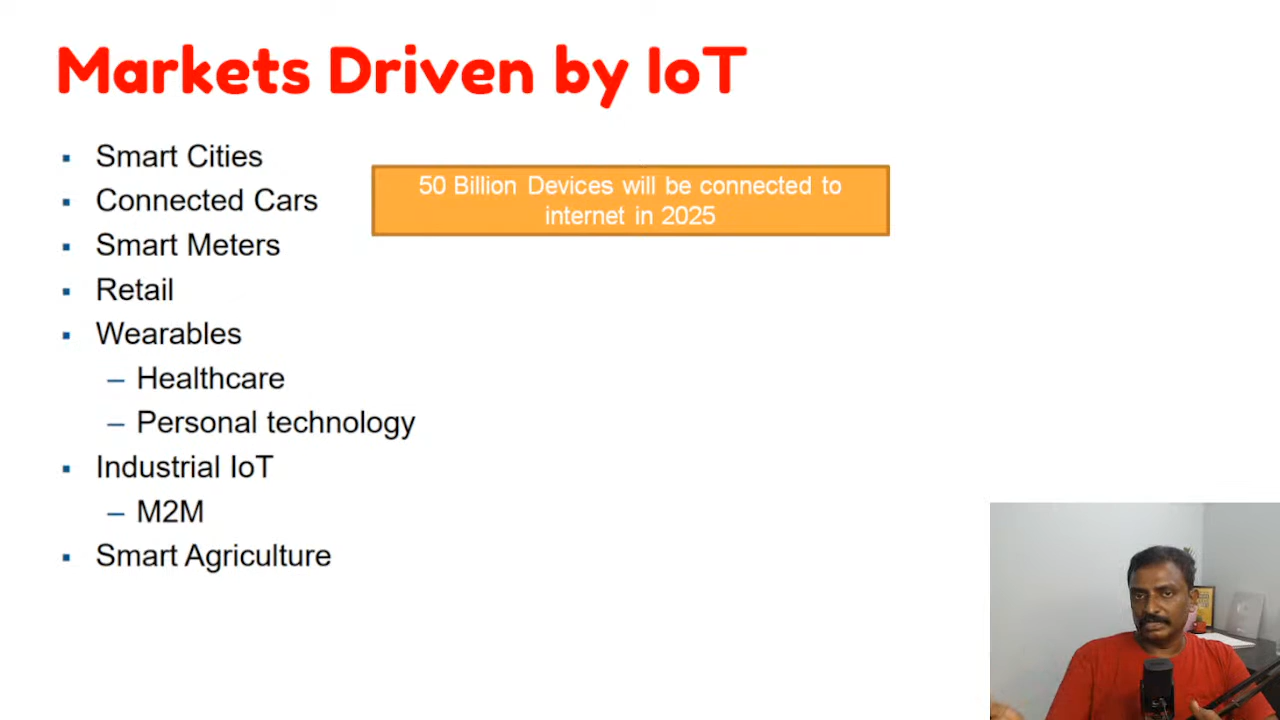 Markets Driven by IoT
▪ Smart Cities
▪ Connected Cars
▪ Smart Meters
▪ Retail
▪ Wearables
– Healthcare
– Personal technology
▪ Industrial IoT
– M2M
▪ Smart Agriculture
50 Billion Devices will be connected to
internet in 2025